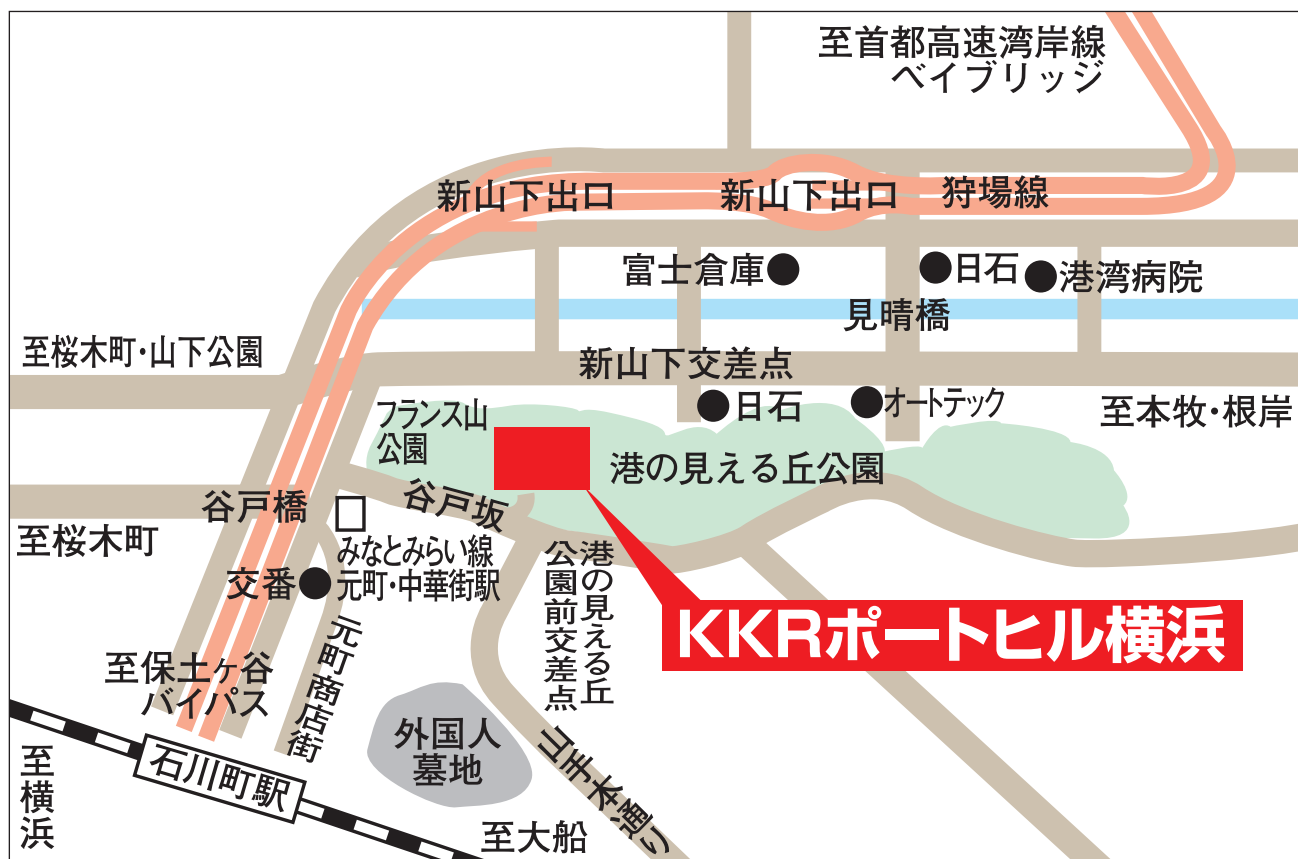 至首都高速湾岸線
ベイブリッジ
新山下出口
新山下出口
狩場線
富士倉庫
日石
港湾病院
見晴橋
至桜木町・山下公園
新山下交差点
フランス山
公園
日石
オートテック
至本牧・根岸
港の見える丘公園
谷戸坂
谷戸橋
至桜木町
みなとみらい線
元町・中華街駅
交番
港の見える丘
公園前交差点
KKRポートヒル横浜
元町商店街
至保土ヶ谷
バイパス
外国人
墓地
山手本通り
石川町駅
至横浜
至大船